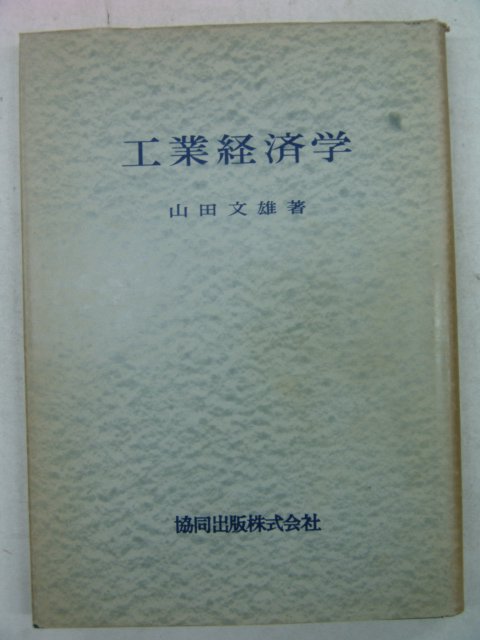 工業経済学
山田文雄著
協同出版株式会社